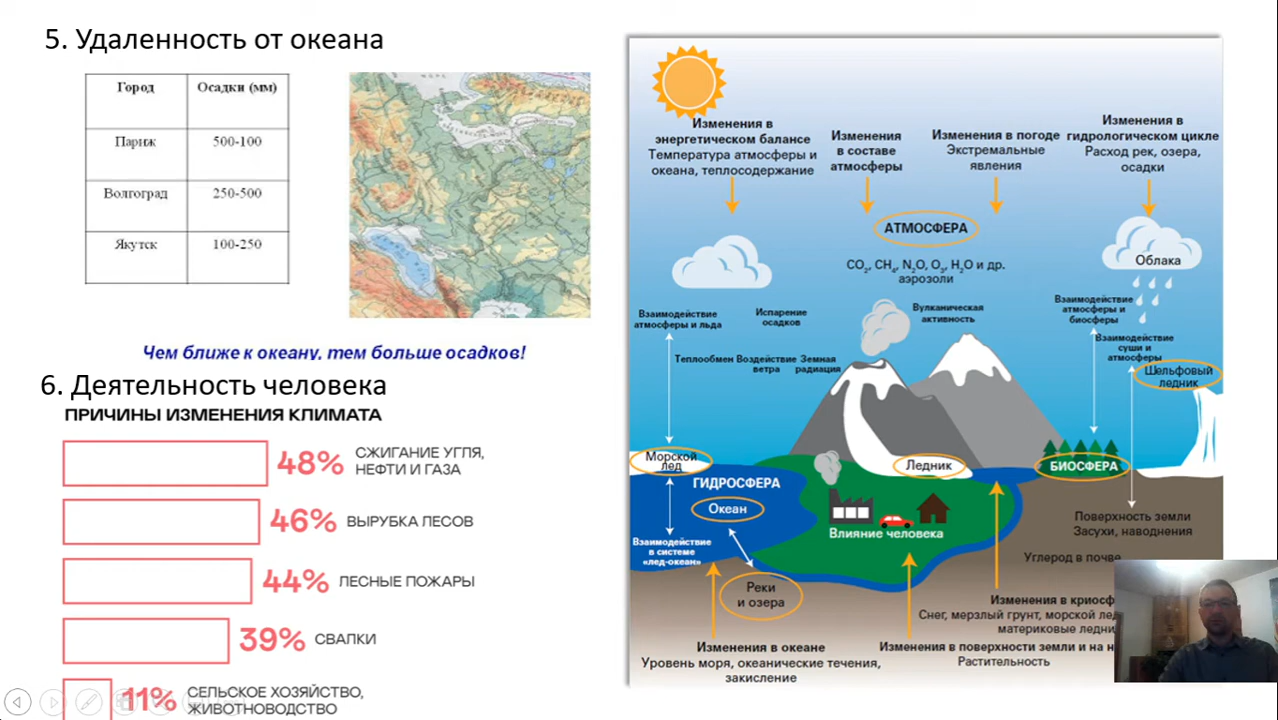 5. Удаленность от океана
Город Осадки (мм)
Париж 500-100
Волгоград 250-500
Якутск 100-250
Чем ближе к океану, тем больше осадков!
6. Деятельность человека
ПРИЧИНЫ ИЗМЕНЕНИЯ КЛИМАТА
48% СЖИГАНИЕ УГЛЯ,
НЕФТИ И ГАЗА
46% ВЫРУБКА ЛЕСОВ
44% ЛЕСНЫЕ ПОЖАРЫ
39% СВАЛКИ
11% СЕЛЬСКОЕ ХОЗЯЙСТВО,
ЖИВОТНОВОДСТВО
Изменения в
энергетическом балансе
Температура атмосферы и
океана, теплосодержание
Изменения
в составе
атмосферы
Изменения в погоде
Экстремальные
явления
Изменения в
гидрологическом цикле
Расход рек, озера,
осадки
АТМОСФЕРА
CO₂, CH₄, N₂O, O₃, H₂O и др.
аэрозоли
Облака
Взаимодействие
атмосферы и льда
Испарение
осадков
Вулканическая
активность
Взаимодействие
атмосферы и
биосферы
Взаимодействие
суши и
атмосферы
Теплообмен
Воздействие
ветра
Земная
радиация
Шельфовый
ледник
Морской
лед
Ледник
БИОСФЕРА
ГИДРОСФЕРА
Океан
Влияние человека
Поверхность земли
Засухи, наводнения
Взаимодействие
в системе
«лед-океан»
Углерод в почве
Реки
и озера
Изменения в криосф
Снег, мерзлый грунт, морской лед
материковые ледни
Изменения в океане
Уровень моря, океанические течения,
закисление
Изменения в поверхности земли и на н
Растительность